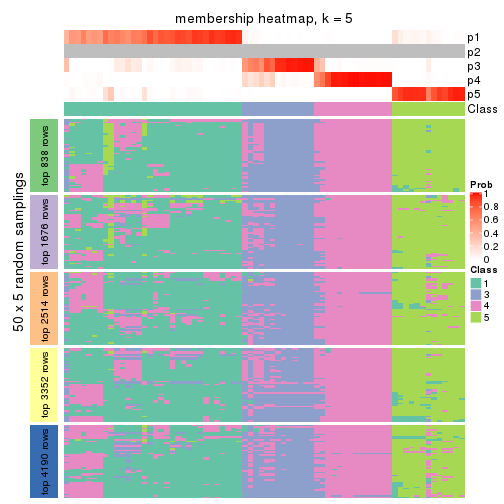 membership heatmap, k = 5
p1
p2
p3
p4
p5
Class
50 x 5 random samplings
top 838 rows
top 1676 rows
top 2514 rows
top 3352 rows
top 4190 rows
Prob
1
0.8
0.6
0.4
0.2
0
Class
1
3
4
5